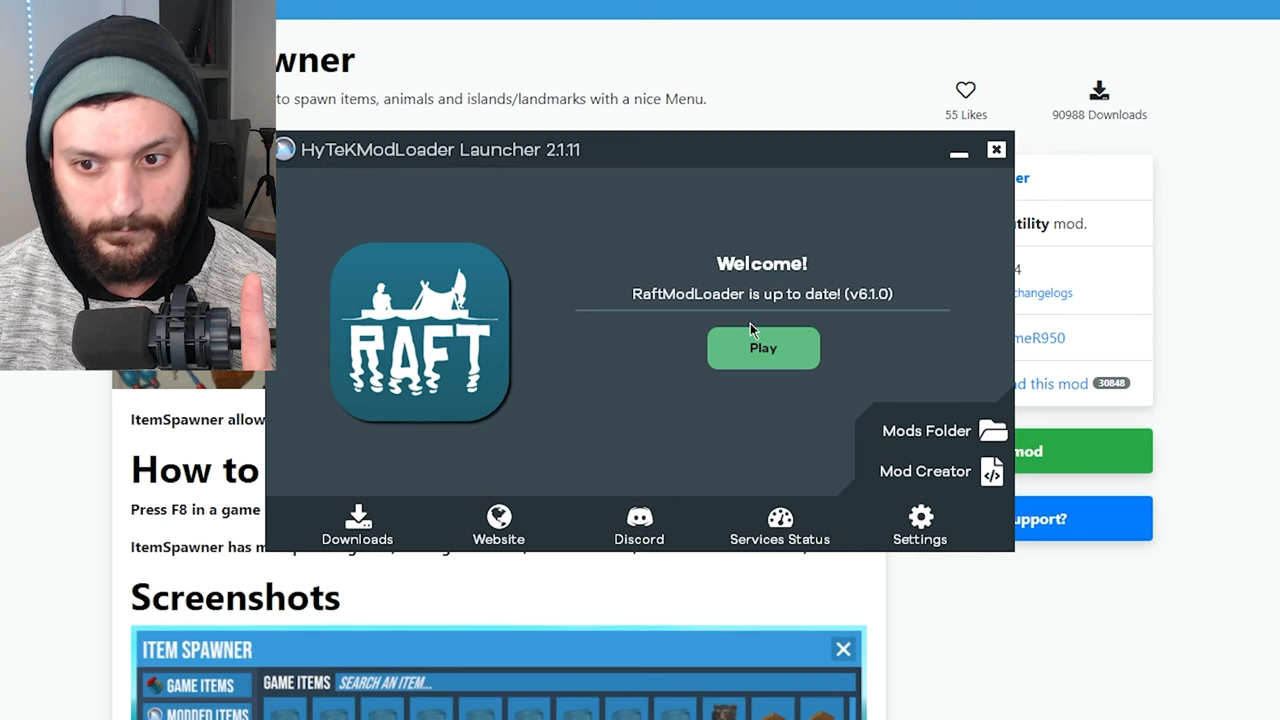 wner
to spawn items, animals and islands/landmarks with a nice Menu.
55 Likes
90988 Downloads
HyTeKModLoader Launcher 2.1.11
RAFT
Welcome!
RaftModLoader is up to date! (v6.1.0)
Play
Mods Folder
Mod Creator
Downloads
Website
Discord
Services Status
Settings
er
tility mod.
4
changelogs
meR950
d this mod 30848
mod
upport?
ItemSpawner allow
How to
Press F8 in a game
ItemSpawner has m
Screenshots
ITEM SPAWNER
GAME ITEMS
GAME ITEMS SEARCH AN ITEM...
MODDED ITEMS